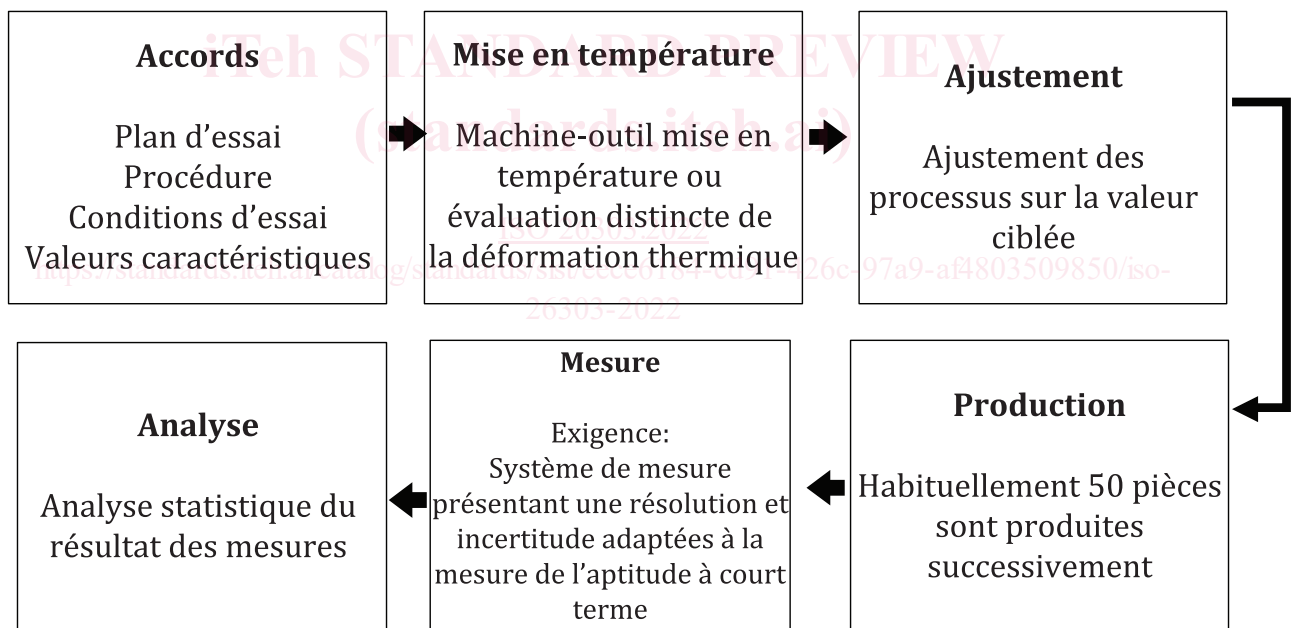 iTeh STANDARD PREVIEW
(standards.iteh.ai)
ISO 26303:2022
26303-2022
Accords
Plan d’essai
Procédure
Conditions d’essai
Valeurs caractéristiques
Mise en température
Machine-outil mise en
température ou
évaluation distincte de
la déformation thermique
Ajustement
Ajustement des
processus sur la valeur
ciblée
Production
Habituellement 50 pièces
sont produites
successivement
Mesure
Exigence:
Système de mesure
présentant une résolution et
incertitude adaptées à la
mesure de l’aptitude à court
terme
Analyse
Analyse statistique du
résultat des mesures